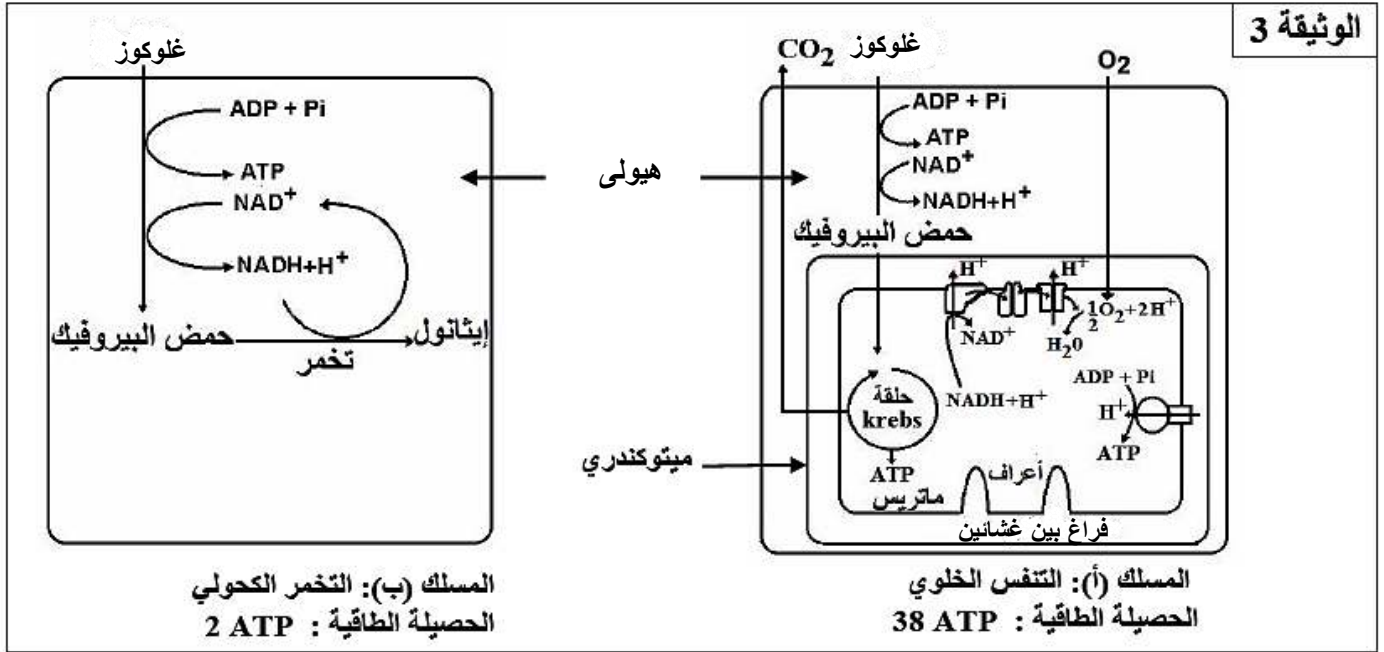 الوثيقة 3
CO2
غلوكوز
O2
ADP + Pi
ATP
NAD+
NADH+H+
حمض البيروفيك
H+
H+
½O2+2H+
H20
NAD+
NADH+H+
ADP + Pi
H+
ATP
حلقة
krebs
ATP
ماتريس
أعراف
فراغ بين غشائين
المسلك (أ): التنفس الخلوي
الحصيلة الطاقية : 38 ATP
هيولى
ميتوكندري
غلوكوز
ADP + Pi
ATP
NAD+
NADH+H+
حمض البيروفيك
تخمر
إيثانول
المسلك (ب): التخمر الكحولي
الحصيلة الطاقية : 2 ATP